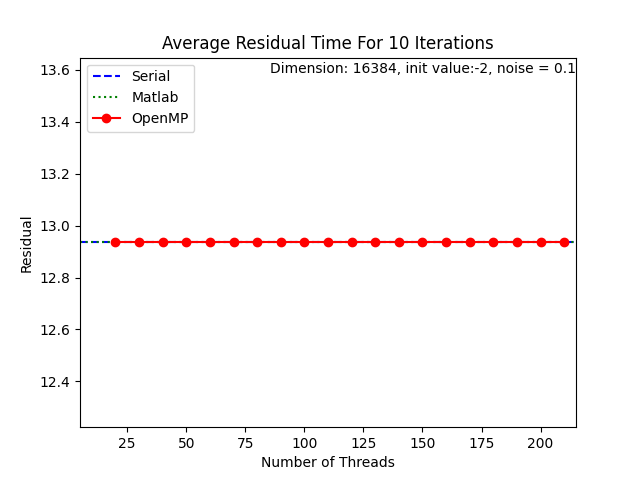 Average Residual Time For 10 Iterations
Dimension: 16384, init value:-2, noise = 0.1
Serial
Matlab
OpenMP
Residual
13.6
13.4
13.2
13.0
12.8
12.6
12.4
25 50 75 100 125 150 175 200
Number of Threads